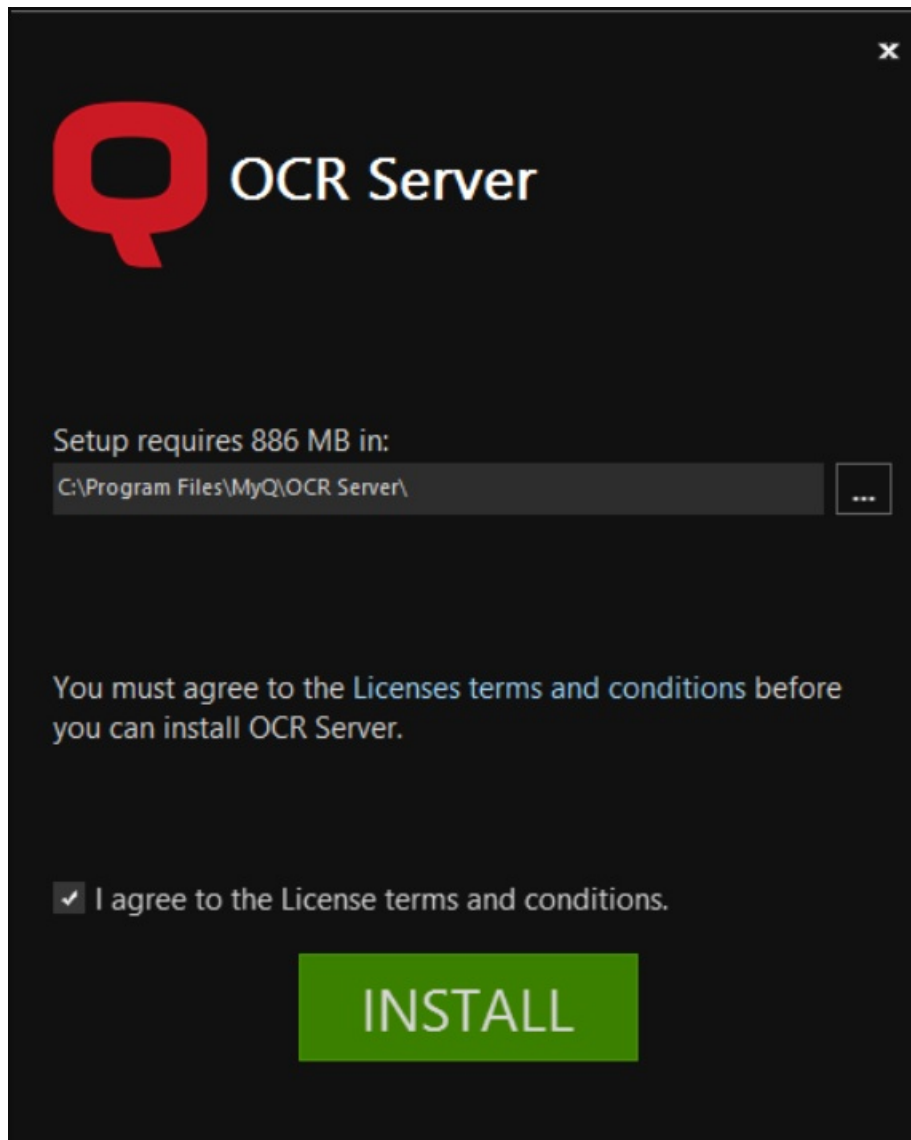 OCR Server
Setup requires 886 MB in:
C:\Program Files\MyQ\OCR Server\
...
You must agree to the Licenses terms and conditions before
you can install OCR Server.
I agree to the License terms and conditions.
INSTALL